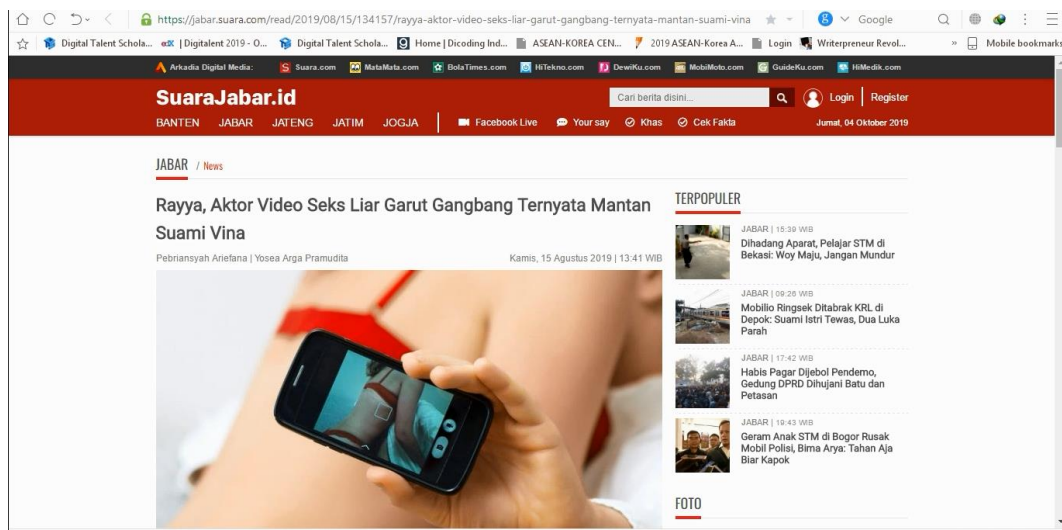 https://jabar.suara.com/read/2019/08/15/134157/rayya-aktor-video-seks-liar-garut-gangbang-ternyata-mantan-suami-vina
Google
Digital Talent Schola...
| Digitalent 2019 - O...
Digital Talent Schola...
Home | Dicoding Ind...
ASEAN-KOREA CEN...
2019 ASEAN-Korea A...
Login
Writerpreneur Revol...
»
Mobile bookmarks
Arkadia Digital Media:
Suara.com
MataMata.com
BolaTimes.com
HiTekno.com
DewiKu.com
MobiMoto.com
GuideKu.com
HiMedik.com
SuaraJabar.id
Cari berita disini...
Login | Register
BANTEN JABAR JATENG JATIM JOGJA
Facebook Live Your say Khas Cek Fakta
Jumat, 04 Oktober 2019
JABAR / News
Rayya, Aktor Video Seks Liar Garut Gangbang Ternyata Mantan
Suami Vina
Pebriansyah Ariefana | Yosea Arga Pramudita
Kamis, 15 Agustus 2019 | 13:41 WIB
TERPOPULER
JABAR | 15:39 WIB
Dihadang Aparat, Pelajar STM di
Bekasi: Woy Maju, Jangan Mundur
JABAR | 09:26 WIB
Mobilio Ringsek Ditabrak KRL di
Depok: Suami Istri Tewas, Dua Luka
Parah
JABAR | 17:42 WIB
Habis Pagar Dijebol Pendemo,
Gedung DPRD Dihujani Batu dan
Petasan
JABAR | 19:43 WIB
Geram Anak STM di Bogor Rusak
Mobil Polisi, Bima Arya: Tahan Aja
Biar Kapok
FOTO